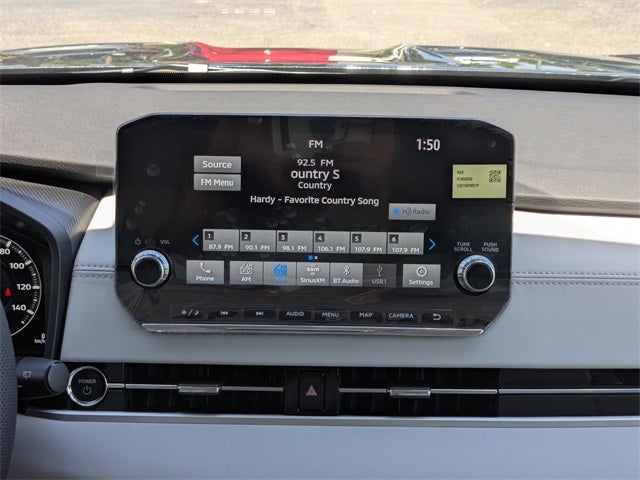 FM 1:50
Source
92.5 FM
ountry S
FM Menu
Country
Hardy - Favorite Country Song
HD Radio
VOL
TUNE SCROLL
PUSH SOUND
1 2 3 4 5 6
87.9 FM 90.1 FM 98.1 FM 106.1 FM 107.9 FM 107.9 FM
Phone AM FM SiriusXM BT Audio USB1 Settings
AUDIO MENU MAP CAMERA
80
100
120
140
POWER